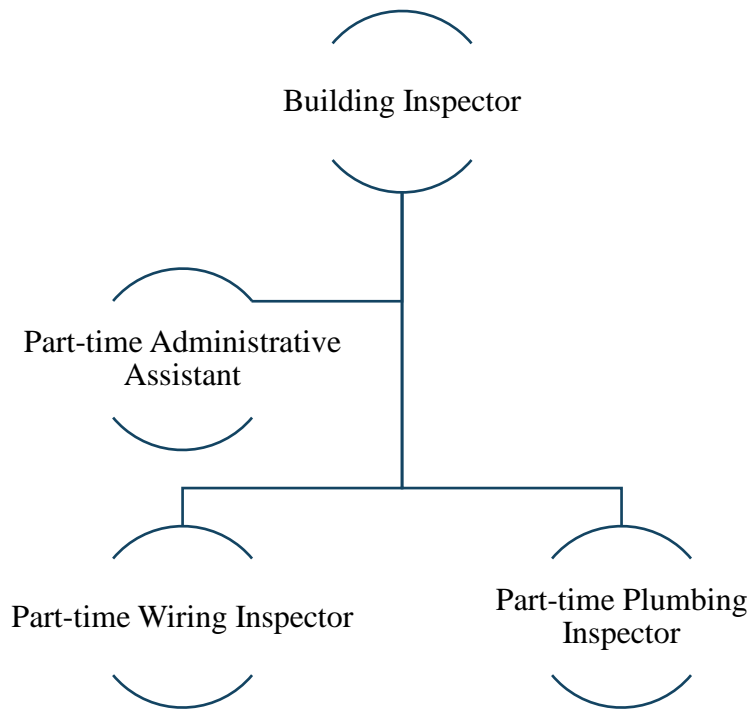 Building Inspector
Part-time Administrative
Assistant
Part-time Wiring Inspector
Part-time Plumbing
Inspector